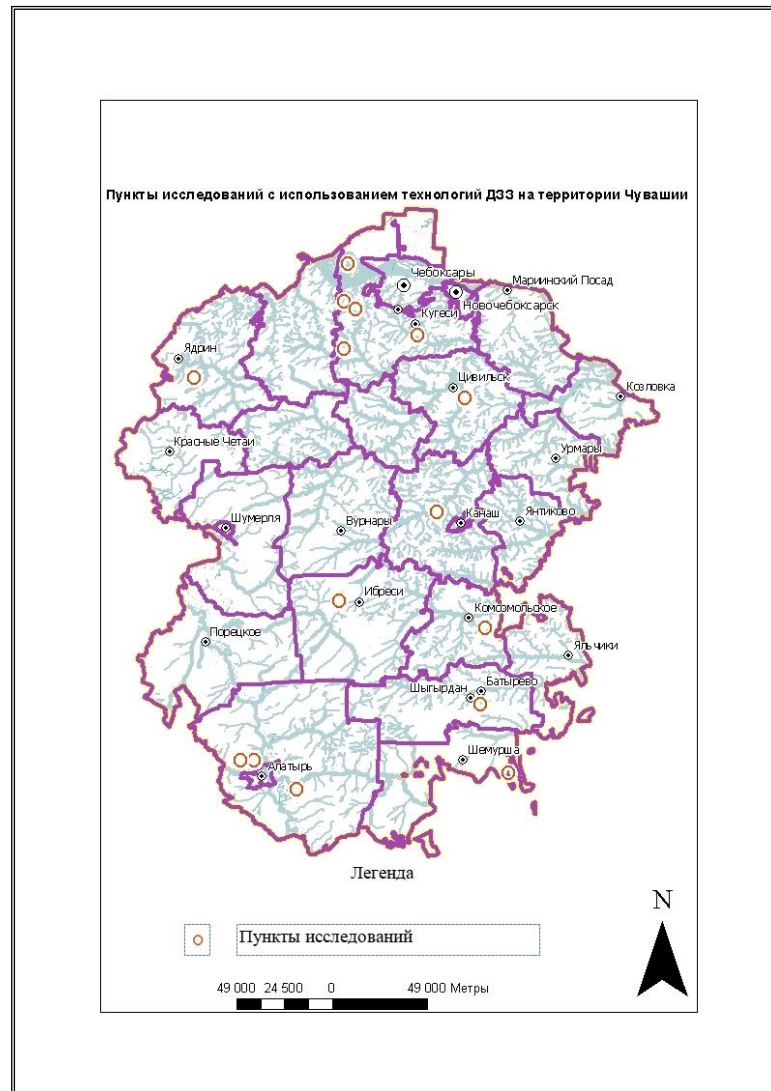 Пункты исследований с использованием технологий ДЗЗ на территории Чувашии
Чебоксары
Мариинский Посад
Новочебоксарск
Кугеси
Ядрин
Цивильск
Козловка
Красные Четаи
Урмары
Шумерля
Вурнары
Канаш
Янтиково
Ибреси
Комсомольское
Порецкое
Яльчики
Шыгырдан
Батырево
Шемурша
Алатырь
Легенда
N
Пункты исследований
49 000 24 500 0 49 000 Метры